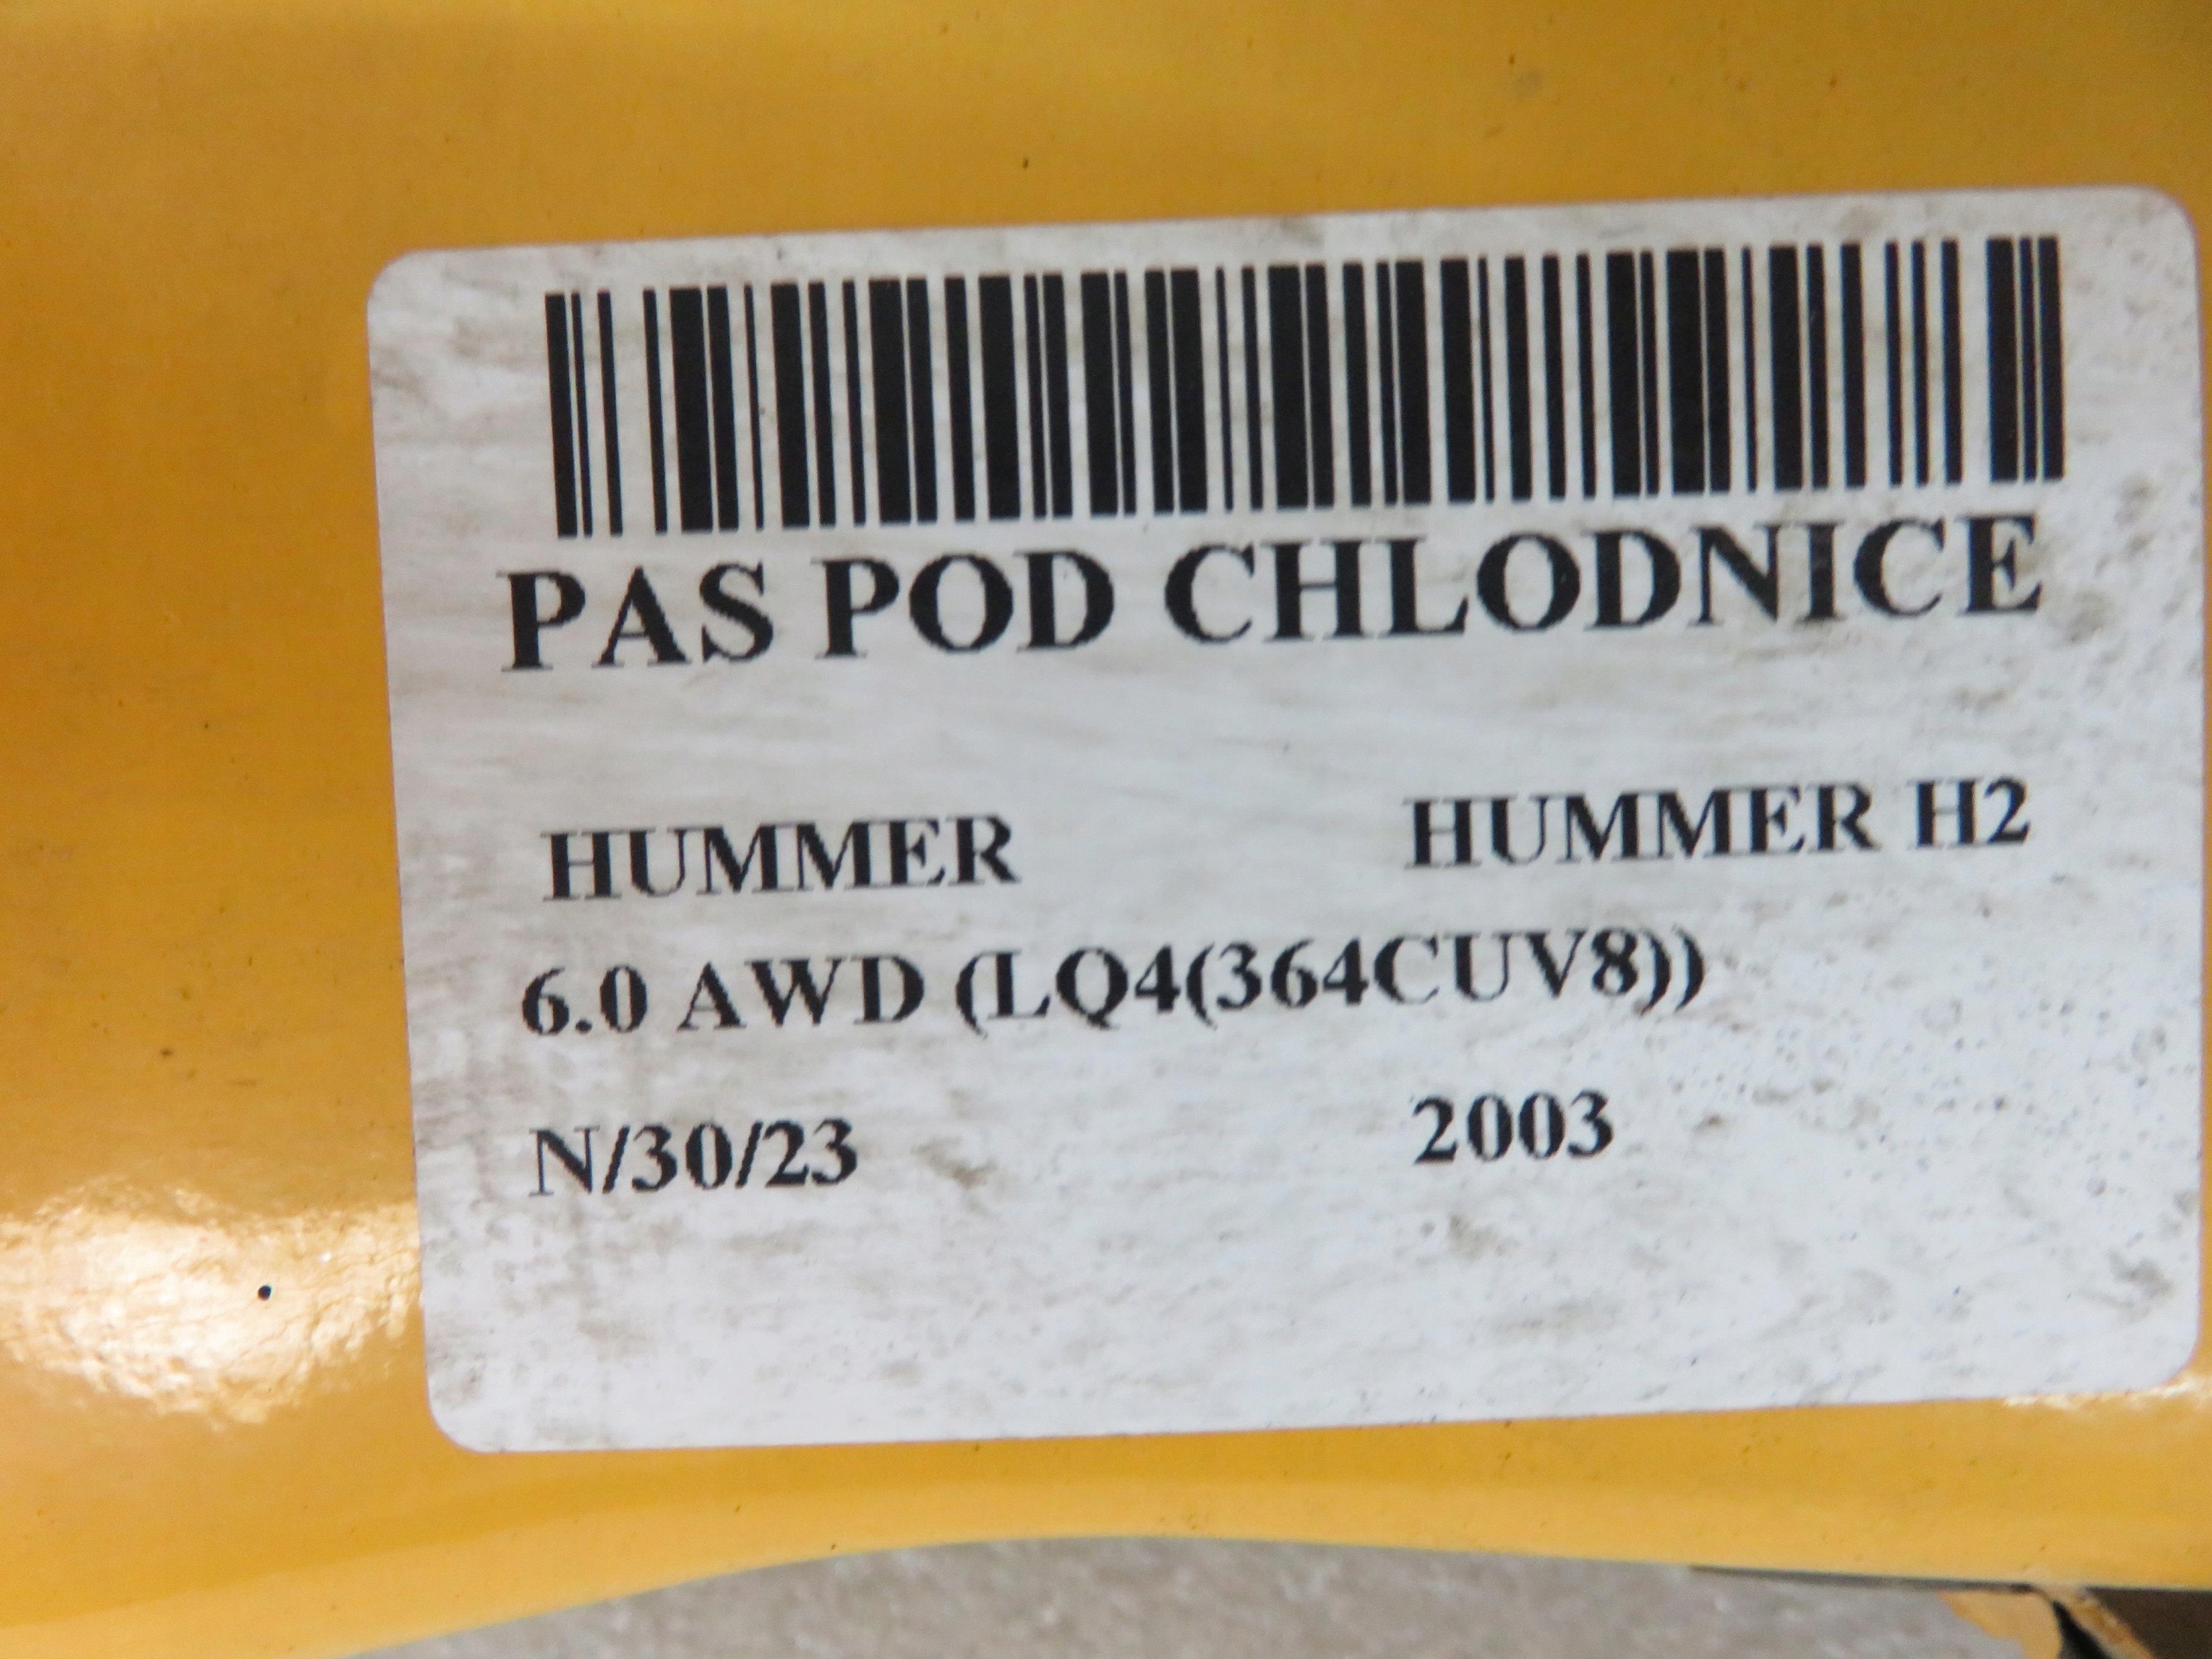 PAS POD CHLODNICE
HUMMER HUMMER H2
6.0 AWD (LQ4(364CUV8))
N/30/23 2003